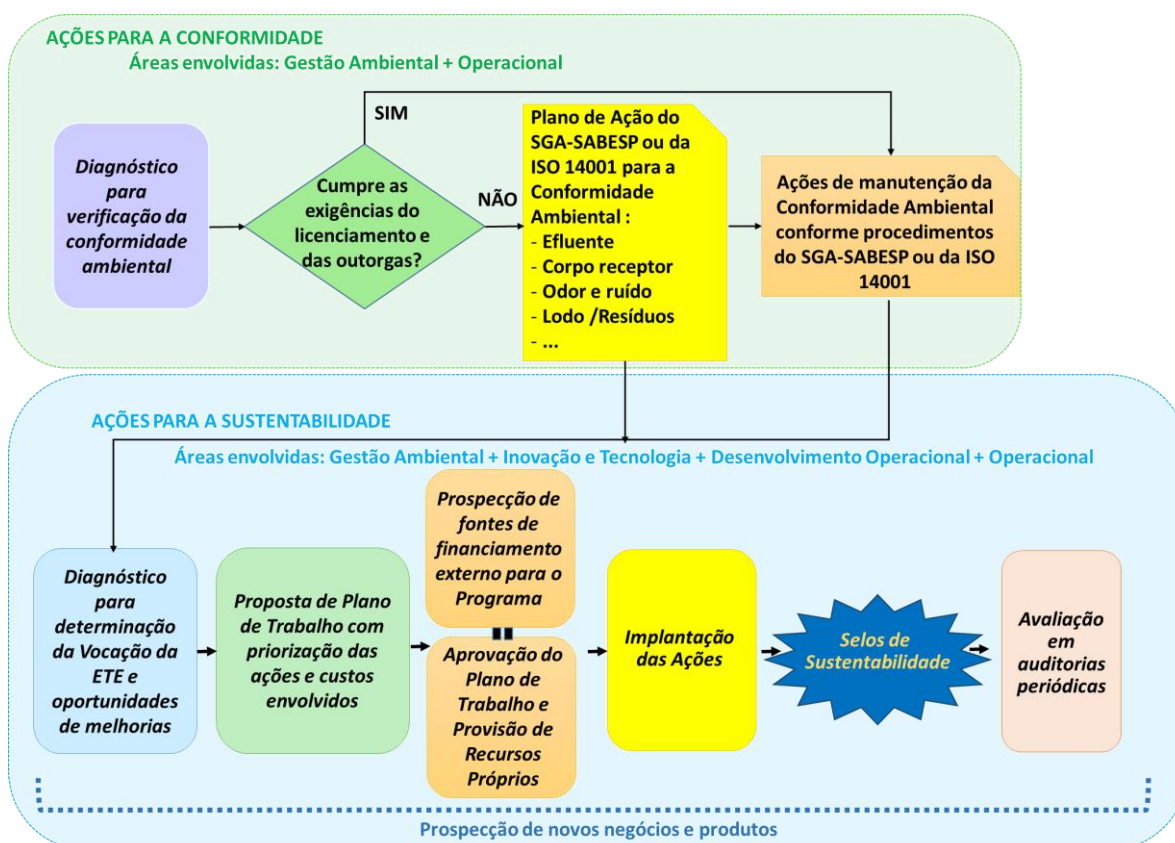 AÇÕES PARA A CONFORMIDADE
Áreas envolvidas: Gestão Ambiental + Operacional
Diagnóstico
para
verificação da
conformidade
ambiental
SIM
Cumpre as
exigências do
licenciamento e
das outorgas?
NÃO
Plano de Ação do
SGA-SABESP ou da
ISO 14001 para a
Conformidade
Ambiental :
- Efluente
- Corpo receptor
- Odor e ruído
- Lodo /Resíduos
- ...
Ações de manutenção da
Conformidade Ambiental
conforme procedimentos
do SGA-SABESP ou da ISO
14001
AÇÕES PARA A SUSTENTABILIDADE
Áreas envolvidas: Gestão Ambiental + Inovação e Tecnologia + Desenvolvimento Operacional + Operacional
Diagnóstico
para
determinação
da Vocação da
ETE e
oportunidades
de melhorias
Proposta de Plano
de Trabalho com
priorização das
ações e custos
envolvidos
Prospecção de
fontes de
financiamento
externo para o
Programa
Aprovação do
Plano de
Trabalho e
Provisão de
Recursos
Próprios
Implantação
das Ações
Selos de
Sustentabilidade
Avaliação
em
auditorias
periódicas
Prospecção de novos negócios e produtos